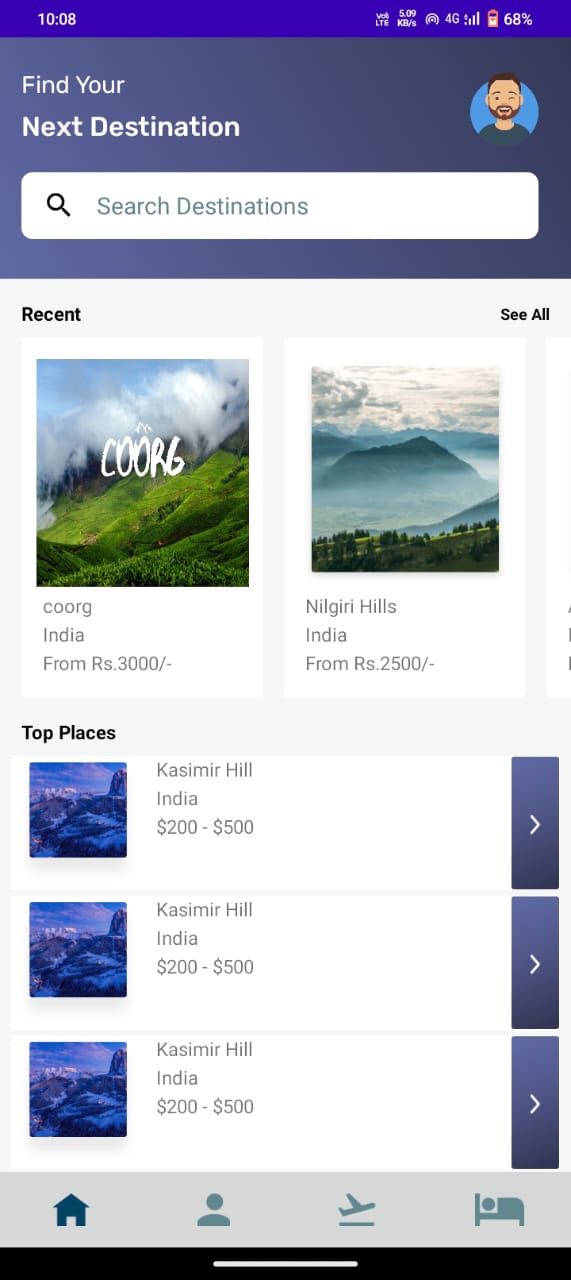 10:08
Vo)) LTE 5.09 KB/s 4G 68%
Find Your
Next Destination
Search Destinations
Recent
See All
COORG
coorg
India
From Rs.3000/-
Nilgiri Hills
India
From Rs.2500/-
Top Places
Kasimir Hill
India
$200 - $500
Kasimir Hill
India
$200 - $500
Kasimir Hill
India
$200 - $500